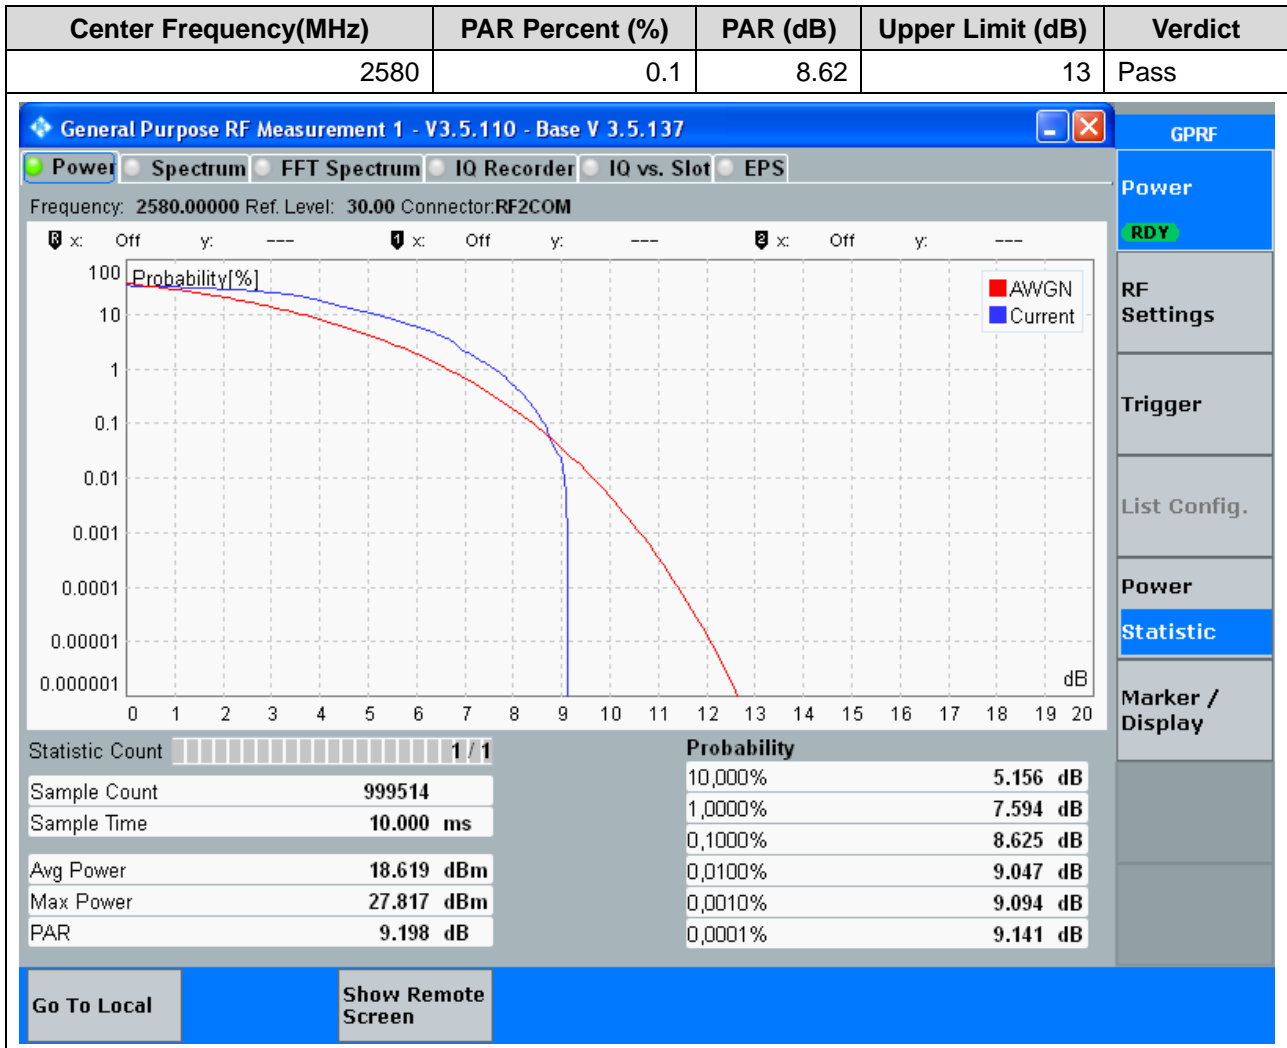 Center Frequency(MHz) PAR Percent (%) PAR (dB) Upper Limit (dB) Verdict
2580 0.1 8.62 13 Pass
General Purpose RF Measurement 1 - V3.5.110 - Base V 3.5.137
GPRF
Power Spectrum FFT Spectrum IQ Recorder IQ vs. Slot EPS
Power
RDY
Frequency: 2580.00000 Ref. Level: 30.00 Connector:RF2COM
R x: Off y: --- 1 x: Off y: --- 2 x: Off y: ---
Probability[%]
AWGN
Current
100
10
1
0.1
0.01
0.001
0.0001
0.00001
0.000001
dB
0 1 2 3 4 5 6 7 8 9 10 11 12 13 14 15 16 17 18 19 20
RF
Settings
Trigger
List Config.
Power
Statistic
Marker /
Display
Statistic Count 1 / 1
Sample Count 999514
Sample Time 10.000 ms
Avg Power 18.619 dBm
Max Power 27.817 dBm
PAR 9.198 dB
Probability
10,000% 5.156 dB
1,0000% 7.594 dB
0,1000% 8.625 dB
0,0100% 9.047 dB
0,0010% 9.094 dB
0,0001% 9.141 dB
Go To Local
Show Remote
Screen